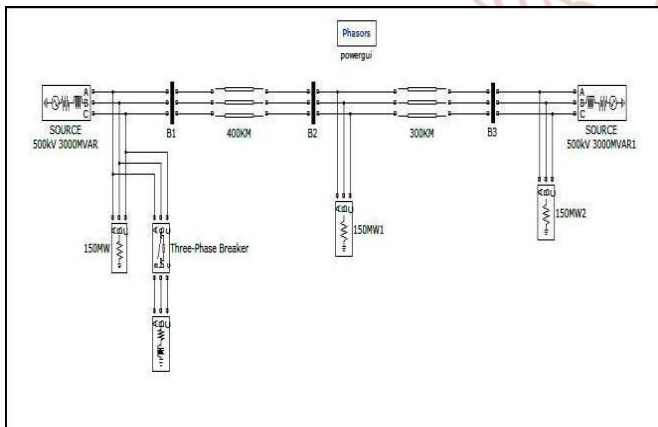 Phasors
powergui
A
B
C
SOURCE
500kV 3000MVAR
B1
400KM
B2
300KM
B3
A
B
C
SOURCE
500kV 3000MVAR1
150MW
A B C
Three-Phase Breaker
A B C
150MW1
A B C
150MW2
A B C
A B C